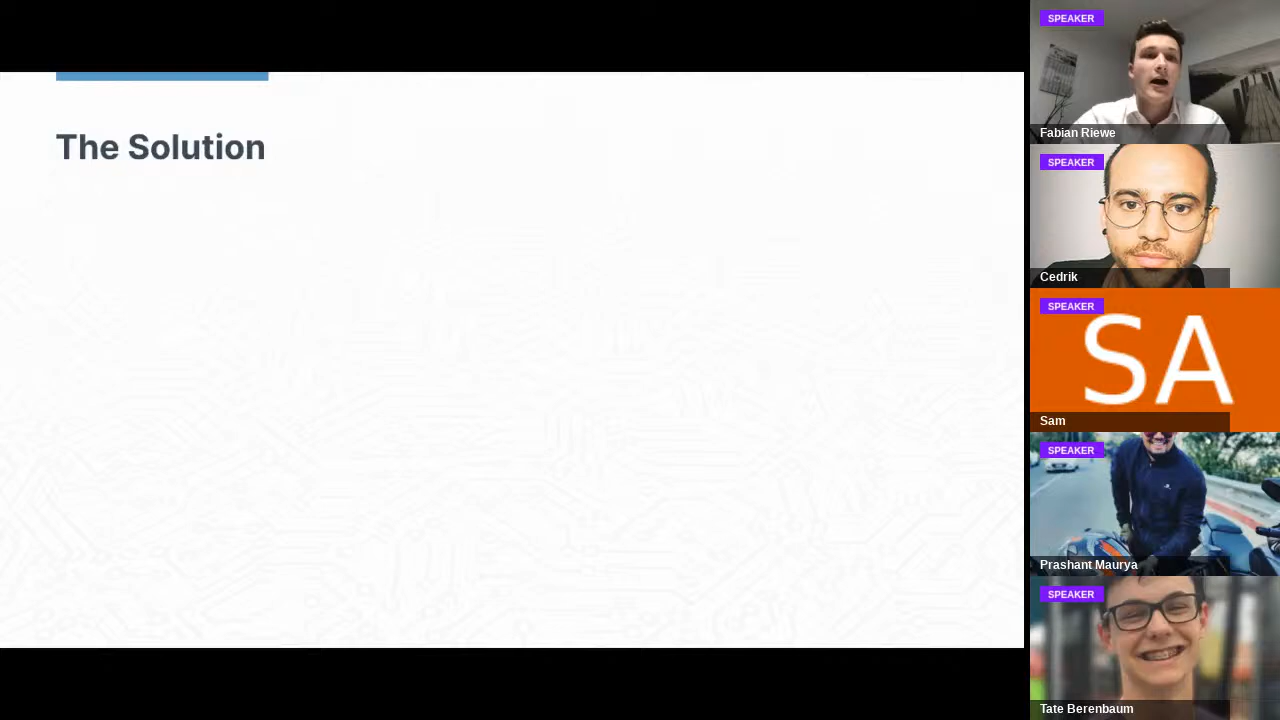 The Solution
SPEAKER
Fabian Riewe
SPEAKER
Cedrik
SPEAKER
SA
Sam
SPEAKER
Prashant Maurya
SPEAKER
Tate Berenbaum